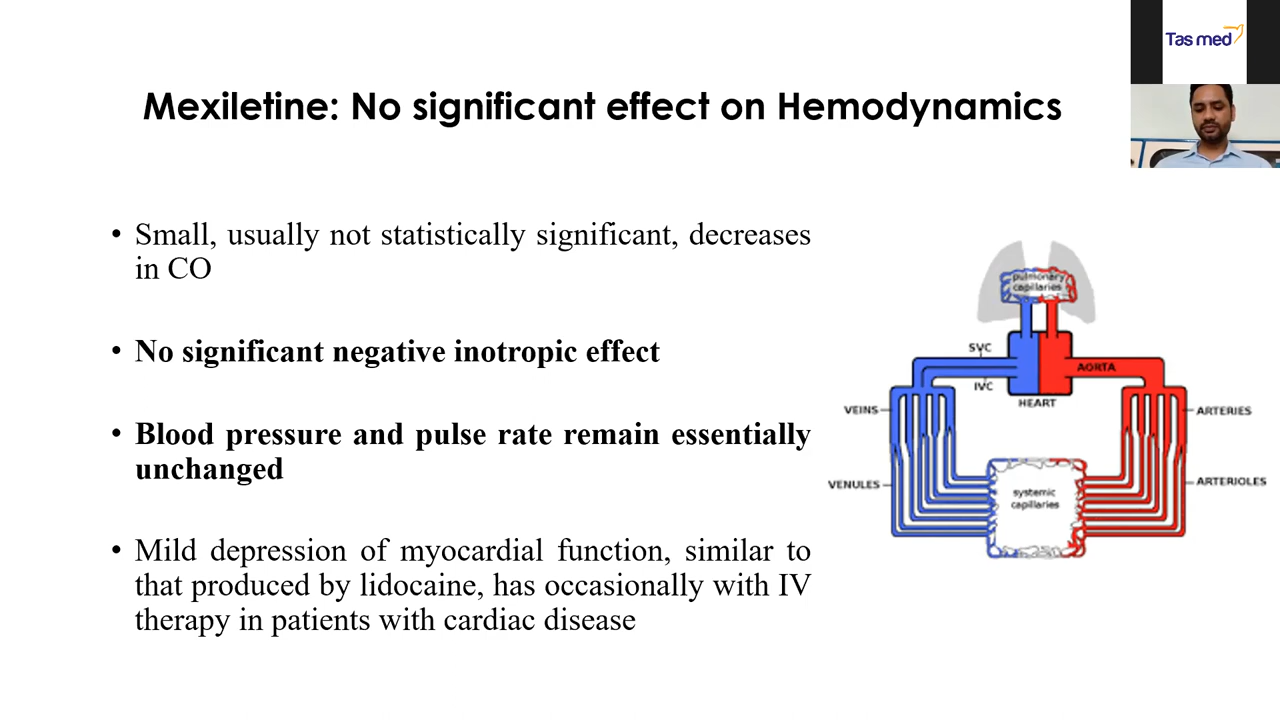 Tas med
Mexiletine: No significant effect on Hemodynamics
• Small, usually not statistically significant, decreases
in CO
• No significant negative inotropic effect
• Blood pressure and pulse rate remain essentially
unchanged
• Mild depression of myocardial function, similar to
that produced by lidocaine, has occasionally with IV
therapy in patients with cardiac disease
pulmonary
capillaries
SVC
AORTA
IVC
HEART
VEINS
ARTERIES
VENULES
ARTERIOLES
systemic
capillaries